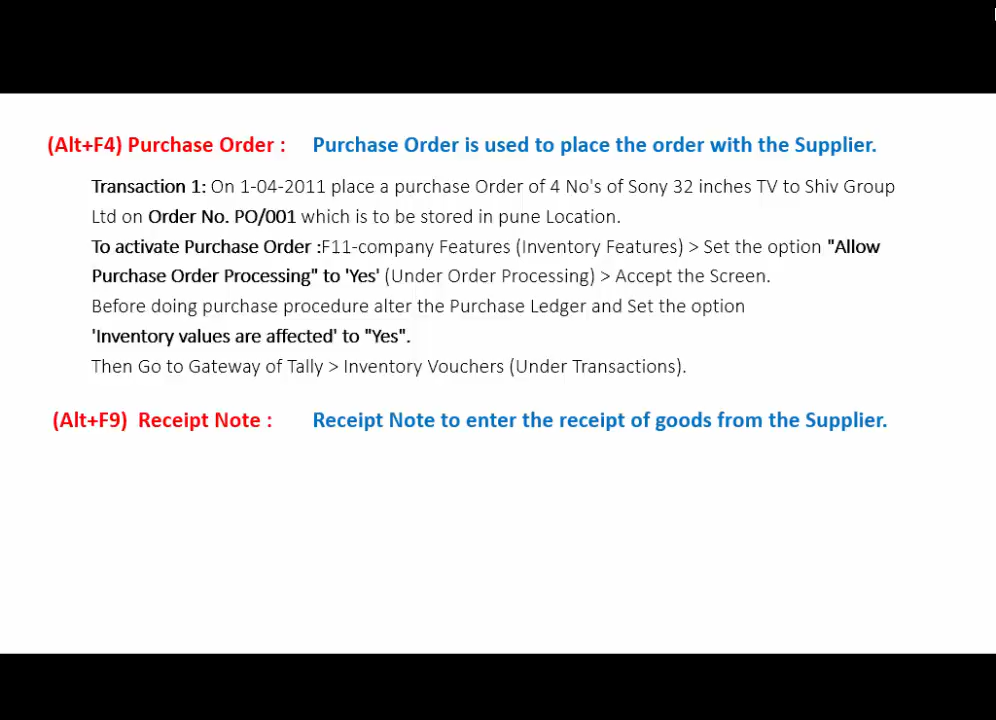 (Alt+F4) Purchase Order : Purchase Order is used to place the order with the Supplier.
Transaction 1: On 1-04-2011 place a purchase Order of 4 No's of Sony 32 inches TV to Shiv Group
Ltd on Order No. PO/001 which is to be stored in pune Location.
To activate Purchase Order :F11-company Features (Inventory Features) > Set the option "Allow
Purchase Order Processing" to 'Yes' (Under Order Processing) > Accept the Screen.
Before doing purchase procedure alter the Purchase Ledger and Set the option
'Inventory values are affected' to "Yes".
Then Go to Gateway of Tally > Inventory Vouchers (Under Transactions).
(Alt+F9) Receipt Note : Receipt Note to enter the receipt of goods from the Supplier.